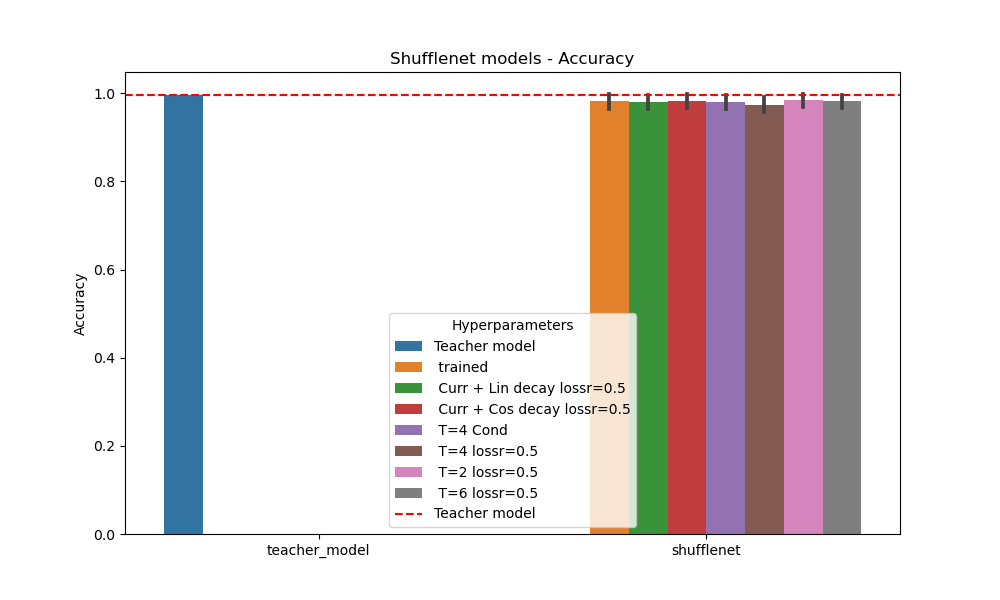 Shufflenet models - Accuracy
Accuracy
1.0
0.8
0.6
0.4
0.2
0.0
Hyperparameters
Teacher model
trained
Curr + Lin decay lossr=0.5
Curr + Cos decay lossr=0.5
T=4 Cond
T=4 lossr=0.5
T=2 lossr=0.5
T=6 lossr=0.5
Teacher model
teacher_model
shufflenet